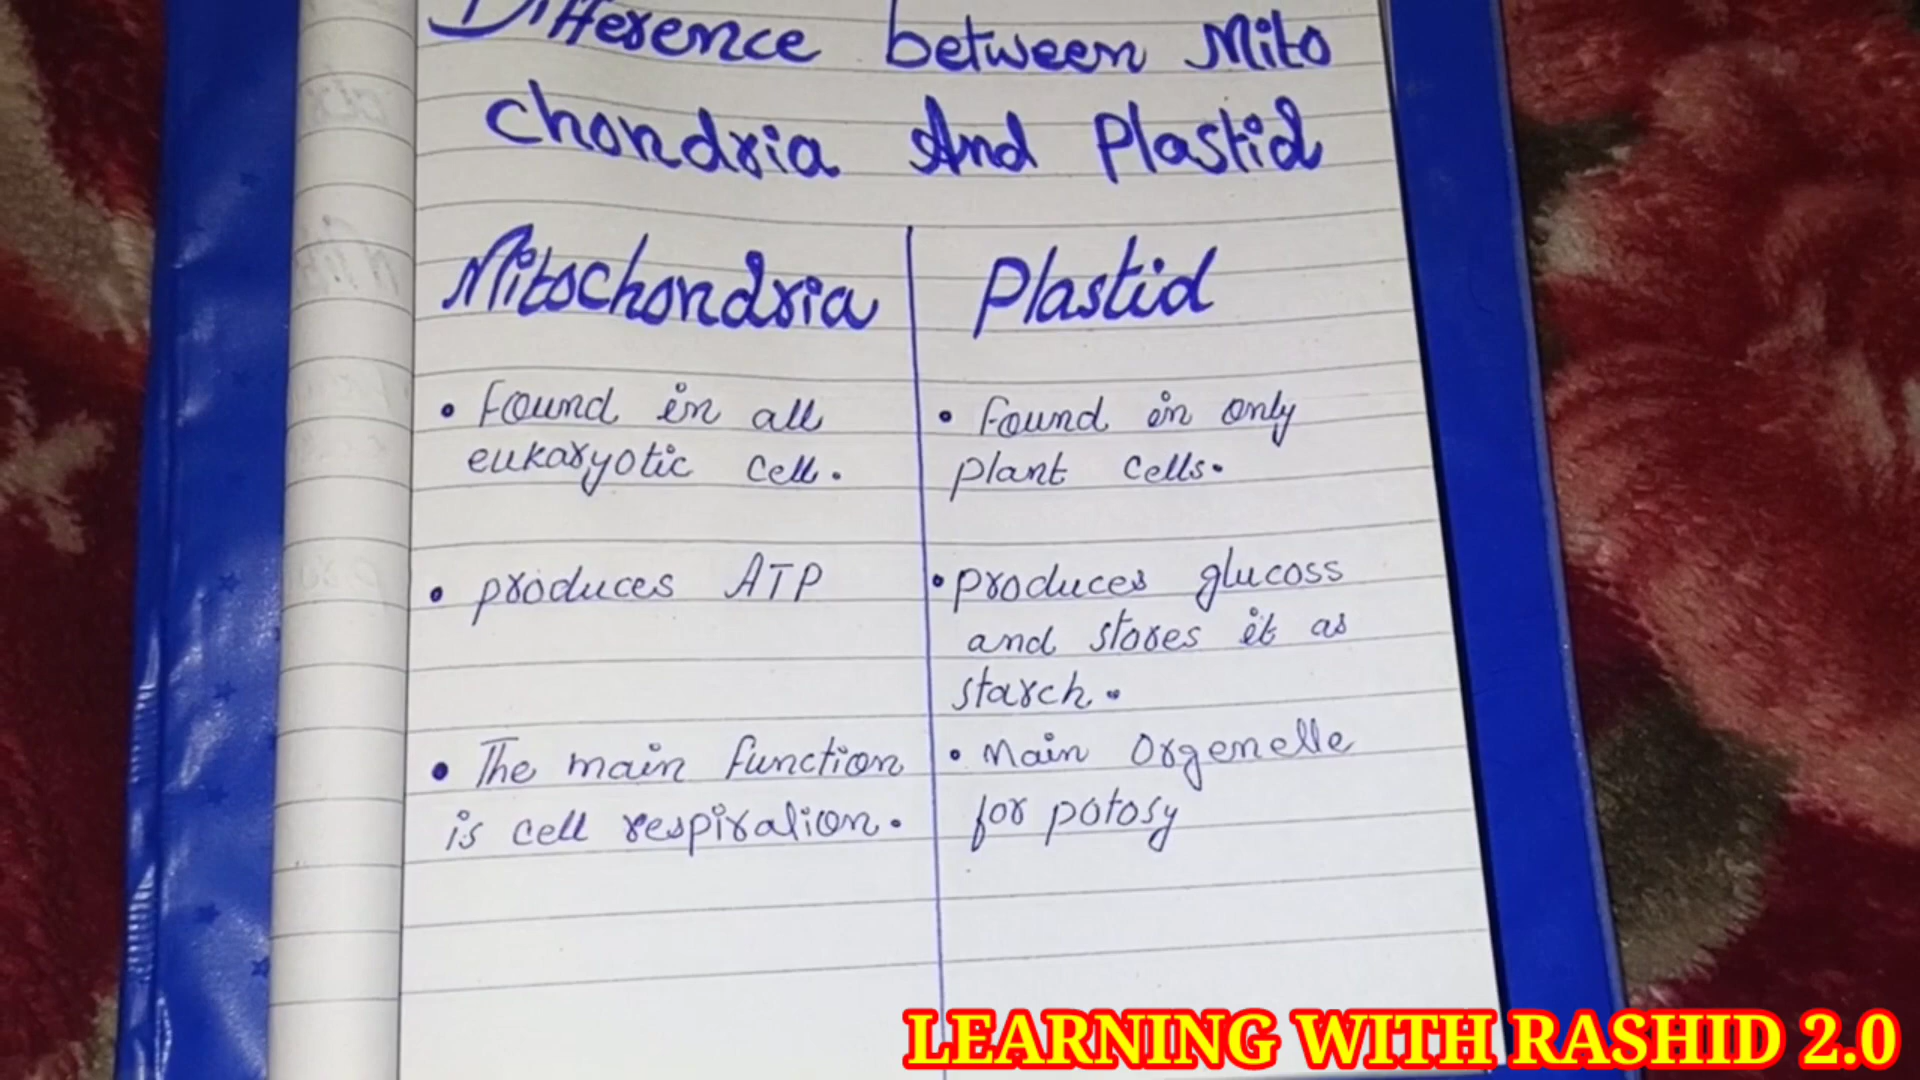 Difference between Mito
chondria And Plastid
Mitochondria
• Found in all
eukaryotic cell.
• produces ATP
• The main function
is cell respiration.
Plastid
• Found in only
plant cells.
• produces glucoss
and stores it as
starch.
• Main Orgenelle
for potosy
LEARNING WITH RASHID 2.0